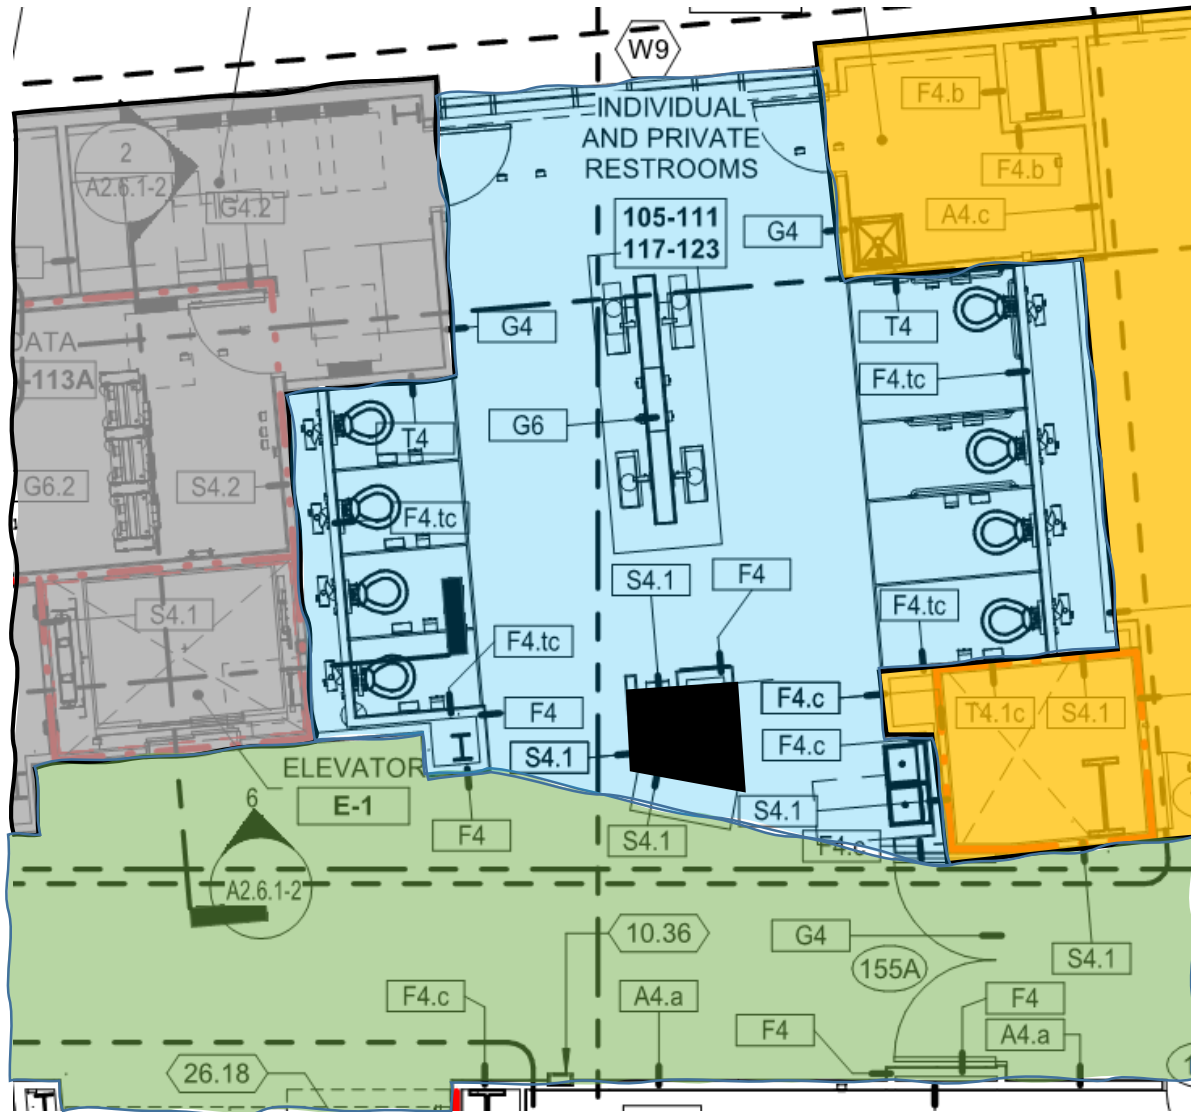 W9
INDIVIDUAL
AND PRIVATE
RESTROOMS
F4.b
2
A2.6.1-2
F4.b
G4.2
105-111
117-123
G4
A4.c
G4
T4
DATA
-113A
F4.tc
G6
T4
G6.2
S4.2
F4.tc
S4.1
F4
S4.1
F4.tc
F4.tc
F4.c
T4.1c
S4.1
F4
F4.c
S4.1
ELEVATOR
E-1
6
S4.1
F4
S4.1
F4.c
A2.6.1-2
10.36
G4
S4.1
155A
F4.c
A4.a
F4
F4
A4.a
26.18
1